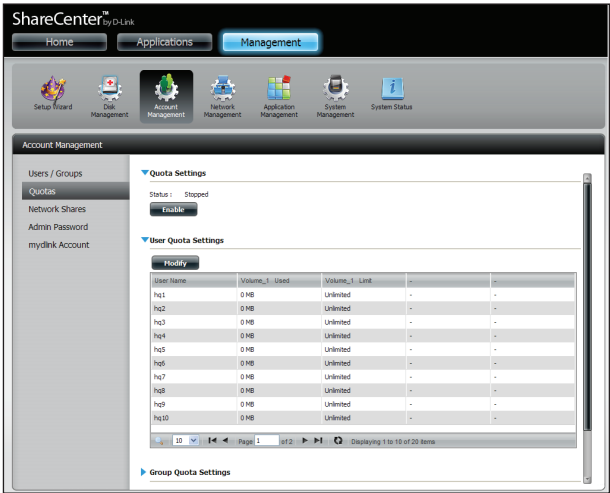 ShareCenter™ by D-Link
Home Applications Management
Setup Wizard Disk Management Account Management Network Management Application Management System Management System Status
Account Management
Users / Groups
Quotas
Network Shares
Admin Password
mydlink Account
Quota Settings
Status : Stopped
Enable
User Quota Settings
Modify
User Name Volume_1 Used Volume_1 Limit - -
hq1 0 MB Unlimited - -
hq2 0 MB Unlimited - -
hq3 0 MB Unlimited - -
hq4 0 MB Unlimited - -
hq5 0 MB Unlimited - -
hq6 0 MB Unlimited - -
hq7 0 MB Unlimited - -
hq8 0 MB Unlimited - -
hq9 0 MB Unlimited - -
hq10 0 MB Unlimited - -
10 Page 1 of 2 Displaying 1 to 10 of 20 items
Group Quota Settings